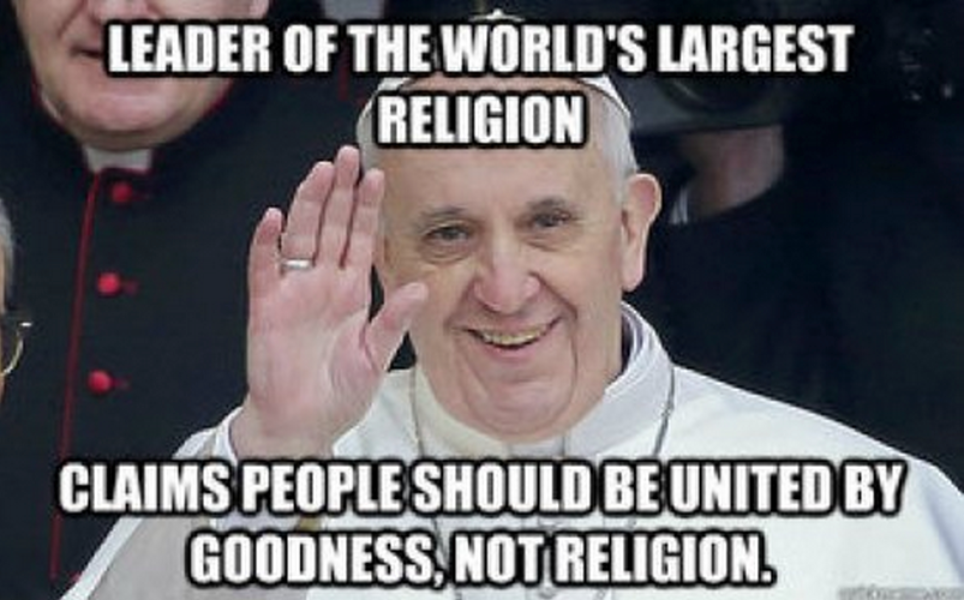 LEADER OF THE WORLD'S LARGEST
RELIGION
CLAIMS PEOPLE SHOULD BE UNITED BY
GOODNESS, NOT RELIGION.